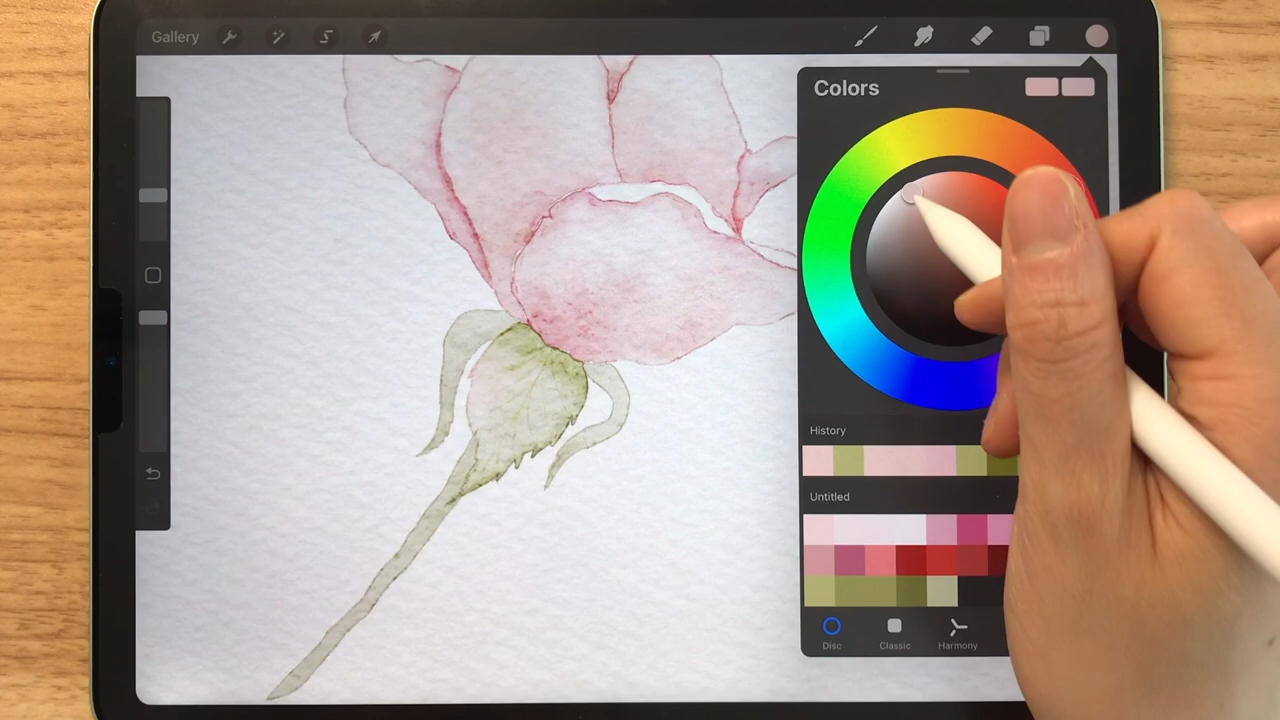 Gallery
Colors
History
Untitled
Disc
Classic
Harmony